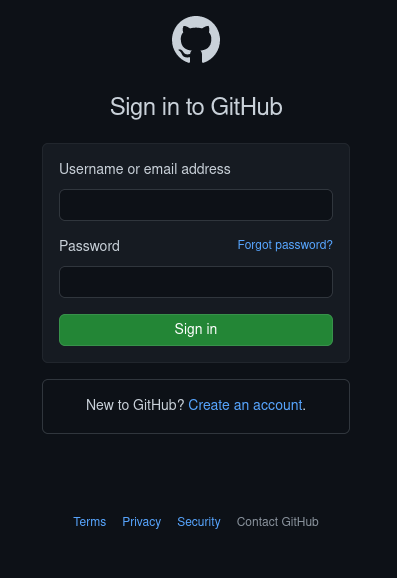 Sign in to GitHub
Username or email address
Password Forgot password?
Sign in
New to GitHub? Create an account.
Terms Privacy Security Contact GitHub